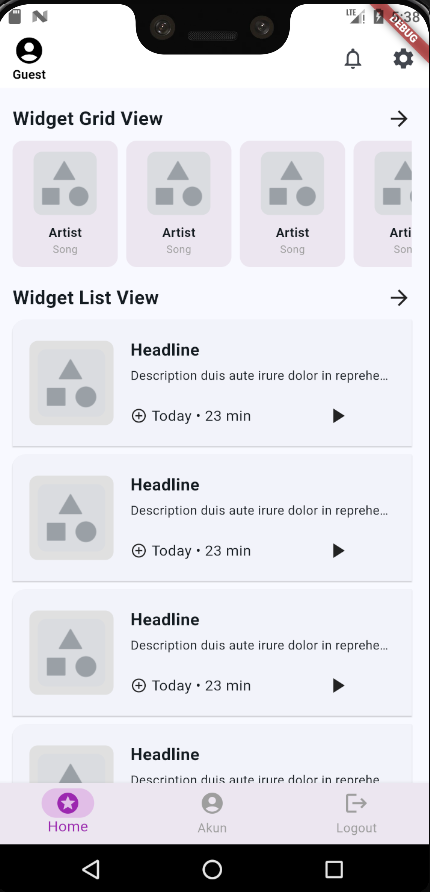 LTE 5:38
DEBUG
Guest
Widget Grid View
Artist Artist Artist Arti
Song Song Song Son
Widget List View
Headline
Description duis aute irure dolor in reprehe...
Today • 23 min
Headline
Description duis aute irure dolor in reprehe...
Today • 23 min
Headline
Description duis aute irure dolor in reprehe...
Today • 23 min
Headline
Description duis aute irure dolor in reprehe
Home Akun Logout